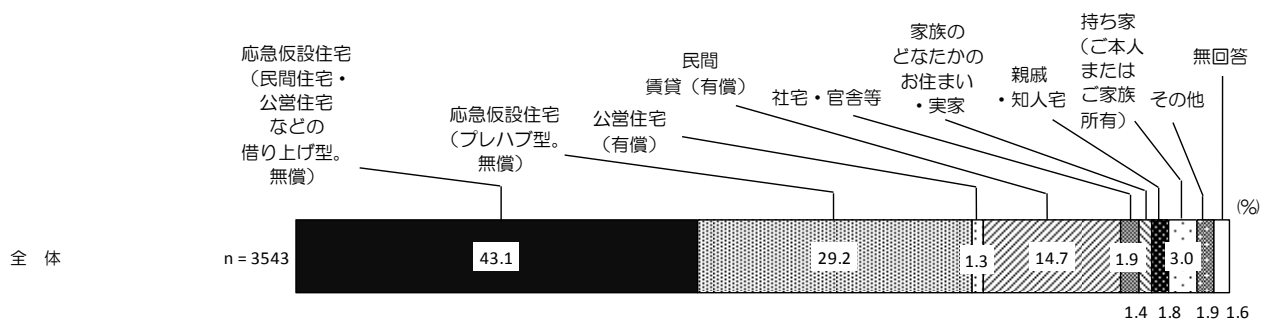 応急仮設住宅
（民間住宅・
公営住宅
などの
借り上げ型。
無償）
応急仮設住宅
（プレハブ型。
無償）
公営住宅
（有償）
民間
賃貸（有償）
社宅・官舎等
家族の
どなたかの
お住まい
・実家
親戚
・知人宅
持ち家
（ご本人
または
ご家族
所有）
その他
無回答
(%)
全 体
n = 3543
43.1
29.2
1.3
14.7
1.9
3.0
1.4 1.8 1.9 1.6